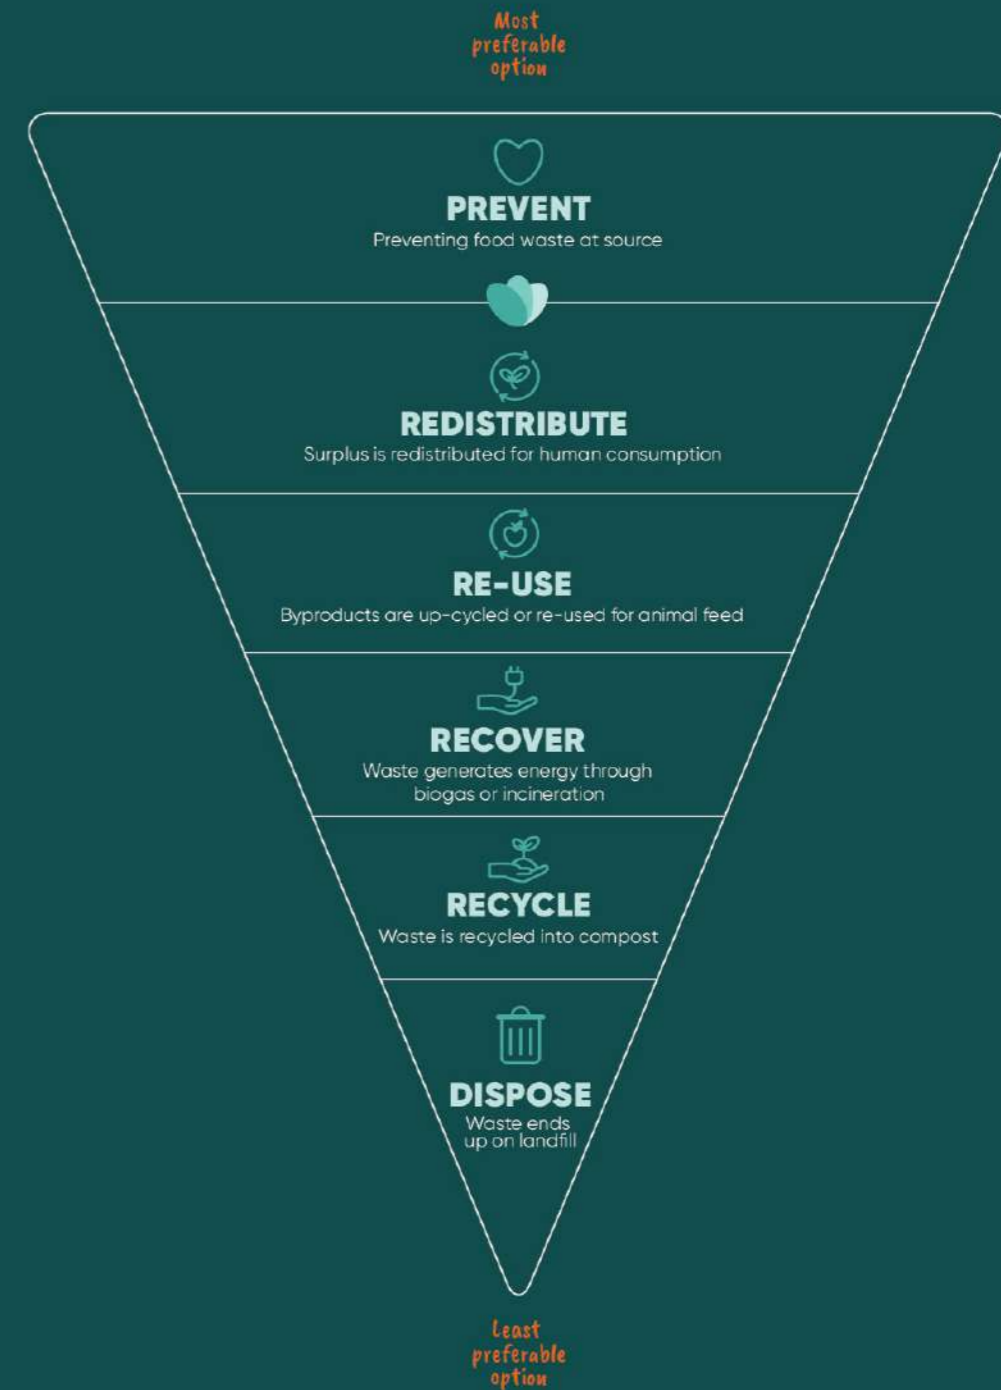 Most
preferable
option
PREVENT
Preventing food waste at source
REDISTRIBUTE
Surplus is redistributed for human consumption
RE-USE
Byproducts are up-cycled or re-used for animal feed
RECOVER
Waste generates energy through
biogas or incineration
RECYCLE
Waste is recycled into compost
DISPOSE
Waste ends
up on landfill
Least
preferable
option